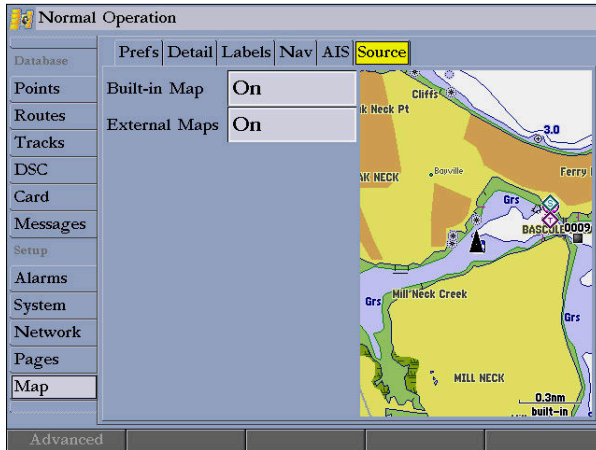 Normal Operation
Database
Points
Routes
Tracks
DSC
Card
Messages
Setup
Alarms
System
Network
Pages
Map
Prefs Detail Labels Nav AIS Source
Built-in Map On
External Maps On
Cliffs
k Neck Pt
3.0
AK NECK
Bayville
Ferry
Grs
S
T
BASCULE
0009
Grs
Mill Neck Creek
Grs
MILL NECK
0.3nm
built-in
Advanced